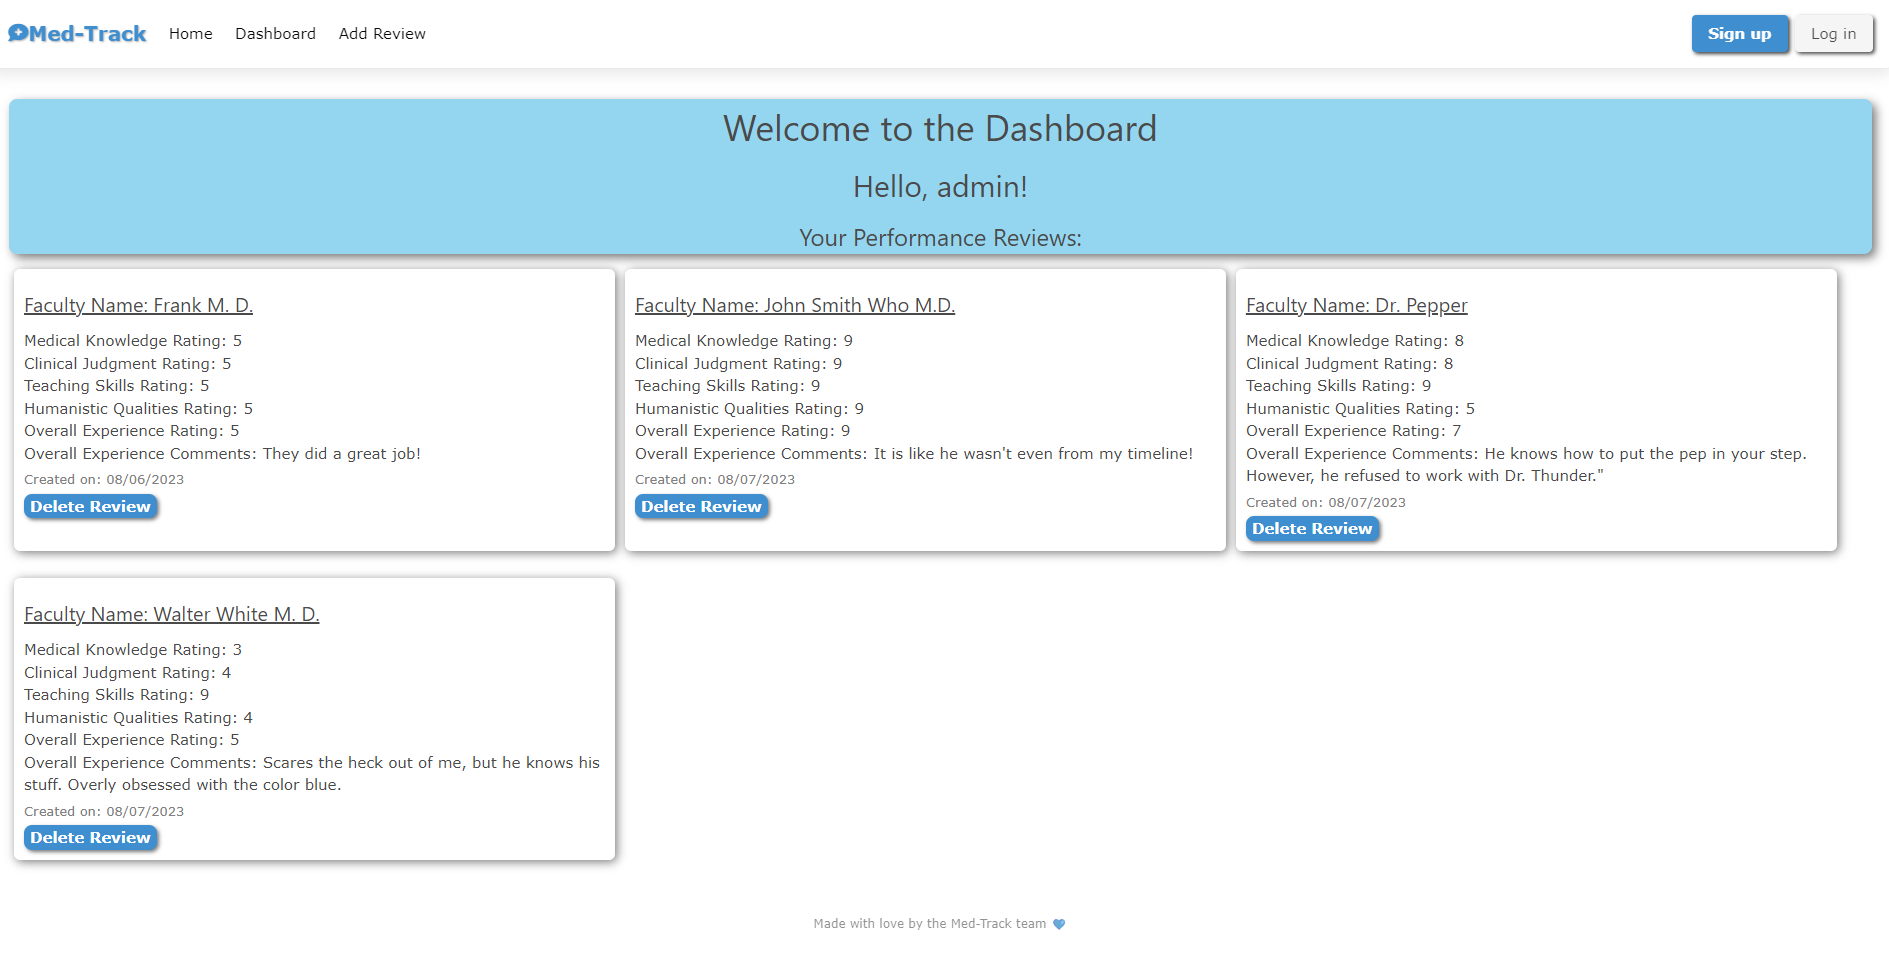 Med-Track Home Dashboard Add Review Sign up Log in
Welcome to the Dashboard
Hello, admin!
Your Performance Reviews:
Faculty Name: Frank M. D.
Medical Knowledge Rating: 5
Clinical Judgment Rating: 5
Teaching Skills Rating: 5
Humanistic Qualities Rating: 5
Overall Experience Rating: 5
Overall Experience Comments: They did a great job!
Created on: 08/06/2023
Delete Review
Faculty Name: John Smith Who M.D.
Medical Knowledge Rating: 9
Clinical Judgment Rating: 9
Teaching Skills Rating: 9
Humanistic Qualities Rating: 9
Overall Experience Rating: 9
Overall Experience Comments: It is like he wasn't even from my timeline!
Created on: 08/07/2023
Delete Review
Faculty Name: Dr. Pepper
Medical Knowledge Rating: 8
Clinical Judgment Rating: 8
Teaching Skills Rating: 9
Humanistic Qualities Rating: 5
Overall Experience Rating: 7
Overall Experience Comments: He knows how to put the pep in your step.
However, he refused to work with Dr. Thunder."
Created on: 08/07/2023
Delete Review
Faculty Name: Walter White M. D.
Medical Knowledge Rating: 3
Clinical Judgment Rating: 4
Teaching Skills Rating: 9
Humanistic Qualities Rating: 4
Overall Experience Rating: 5
Overall Experience Comments: Scares the heck out of me, but he knows his
stuff. Overly obsessed with the color blue.
Created on: 08/07/2023
Delete Review
Made with love by the Med-Track team